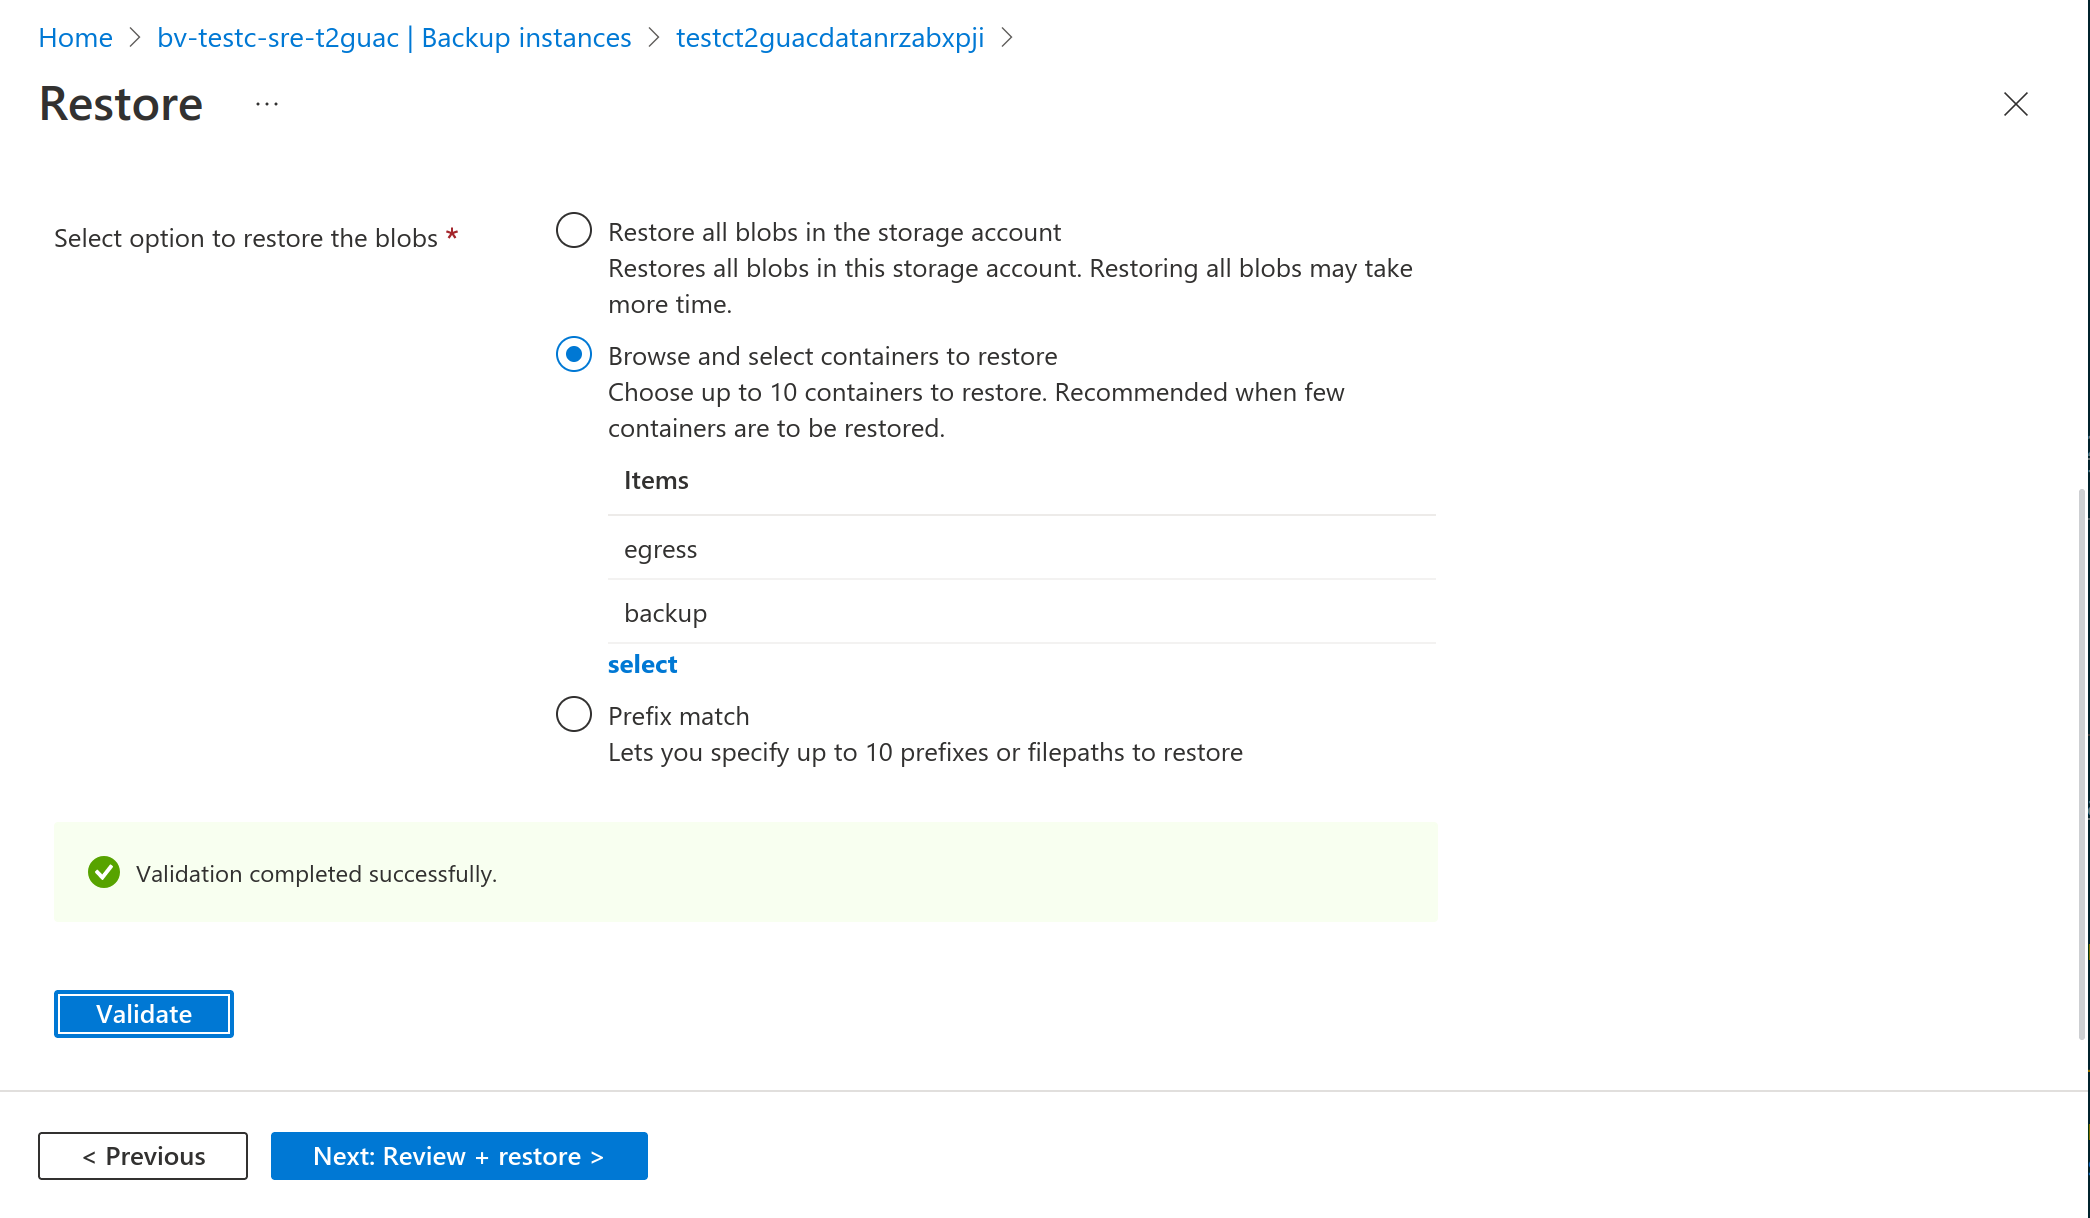 Home > bv-testc-sre-t2guac | Backup instances > testct2guacdatanrzabxpji >
Restore ...
Select option to restore the blobs *
Restore all blobs in the storage account
Restores all blobs in this storage account. Restoring all blobs may take
more time.
Browse and select containers to restore
Choose up to 10 containers to restore. Recommended when few
containers are to be restored.
Items
egress
backup
select
Prefix match
Lets you specify up to 10 prefixes or filepaths to restore
Validation completed successfully.
Validate
< Previous
Next: Review + restore >